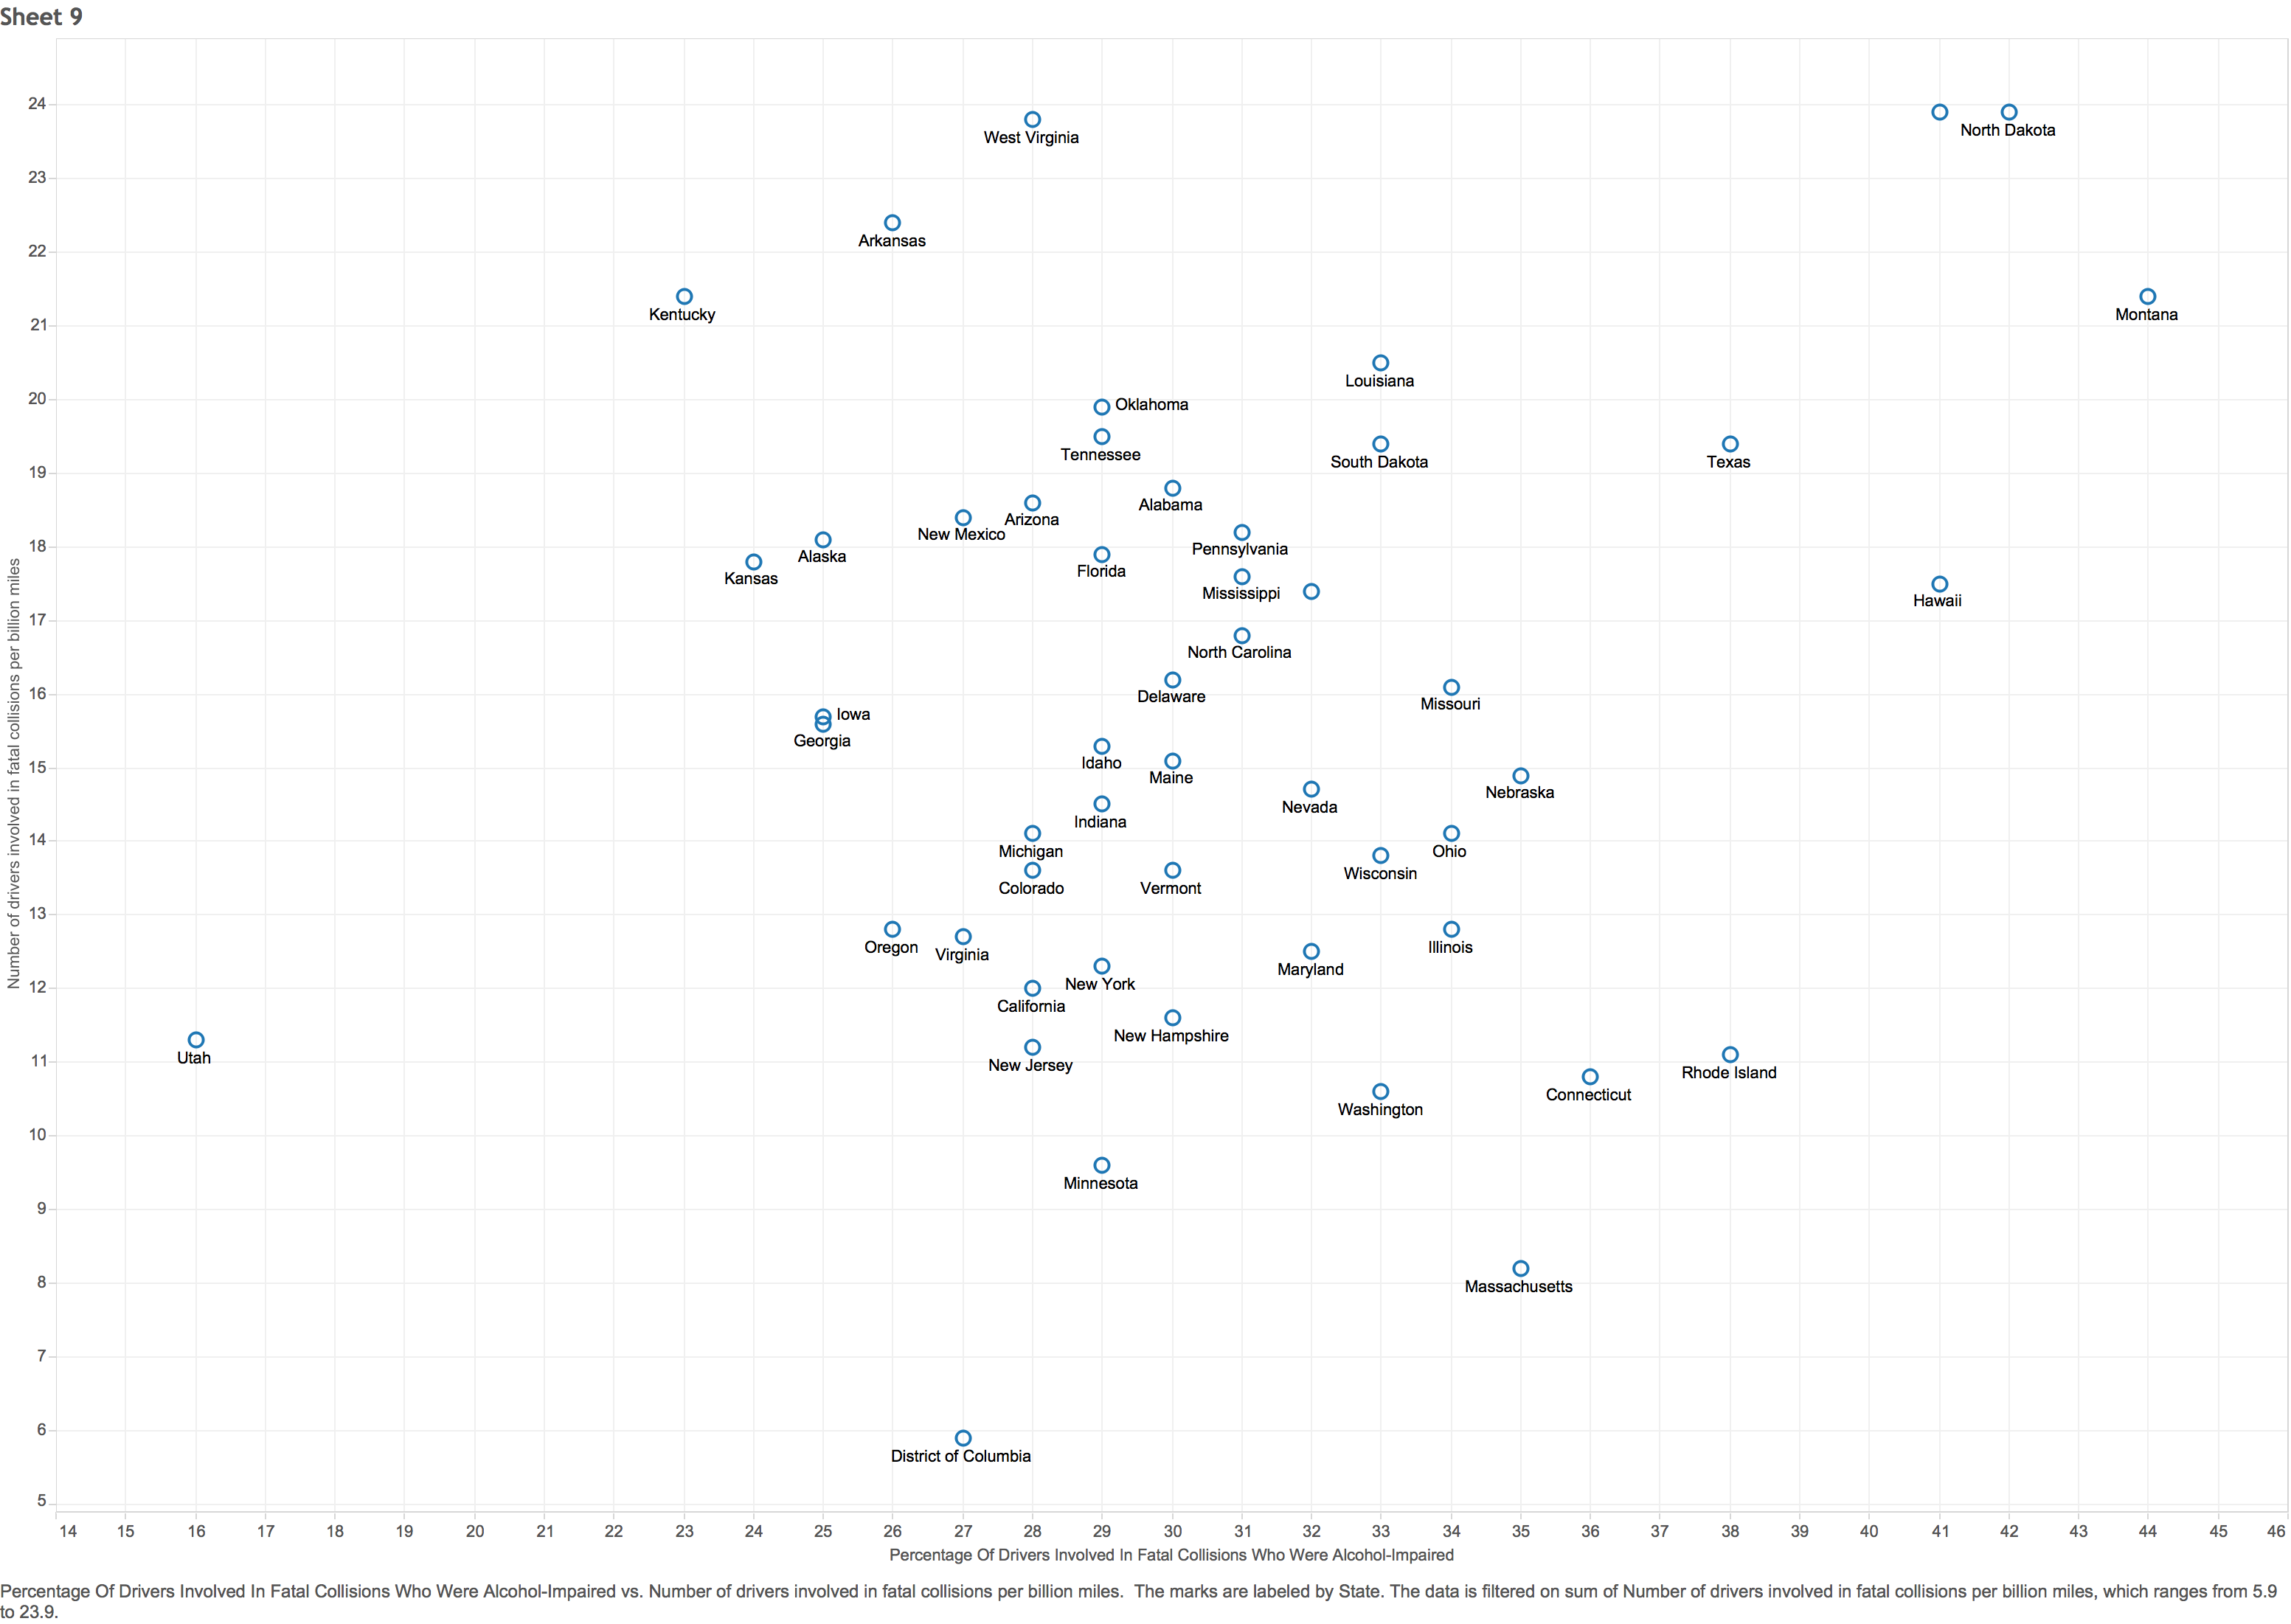 Sheet 9
24
West Virginia
North Dakota
23
Arkansas
22
Kentucky
Montana
21
Louisiana
20
Oklahoma
Tennessee
South Dakota
Texas
19
Alabama
Arizona
New Mexico
18
Alaska
Pennsylvania
Florida
Kansas
Mississippi
Hawaii
17
North Carolina
16
Delaware
Missouri
Iowa
Georgia
15
Idaho
Maine
Nebraska
Nevada
Indiana
14
Michigan
Ohio
Wisconsin
Colorado
Vermont
13
Oregon
Virginia
Illinois
Maryland
12
New York
California
New Hampshire
11
Utah
New Jersey
Rhode Island
Connecticut
Washington
10
Minnesota
9
8
Massachusetts
7
6
District of Columbia
5
Number of drivers involved in fatal collisions per billion miles
14 15 16 17 18 19 20 21 22 23 24 25 26 27 28 29 30 31 32 33 34 35 36 37 38 39 40 41 42 43 44 45 46
Percentage Of Drivers Involved In Fatal Collisions Who Were Alcohol-Impaired
Percentage Of Drivers Involved In Fatal Collisions Who Were Alcohol-Impaired vs. Number of drivers involved in fatal collisions per billion miles.  The marks are labeled by State. The data is filtered on sum of Number of drivers involved in fatal collisions per billion miles, which ranges from 5.9
to 23.9.